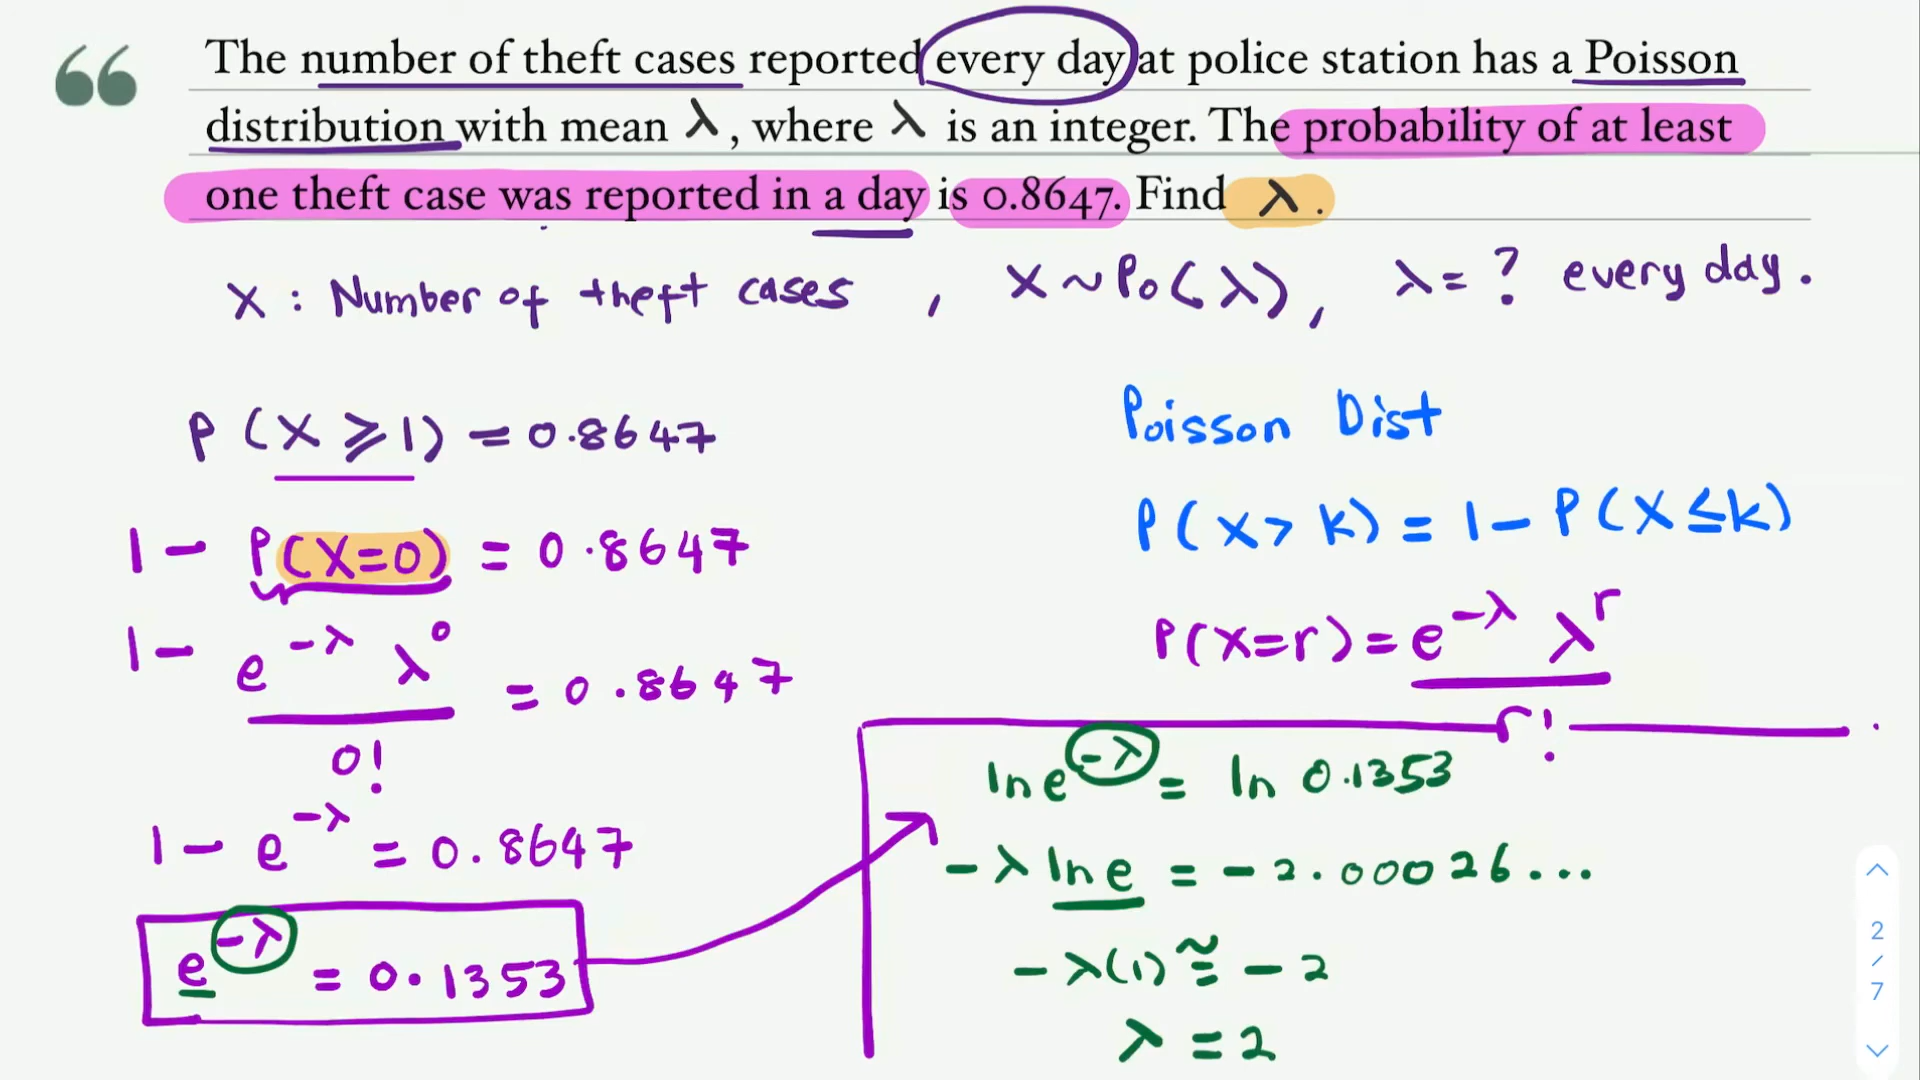 “
The number of theft cases reported every day at police station has a Poisson
distribution with mean λ, where λ is an integer. The probability of at least
one theft case was reported in a day is 0.8647. Find λ.
X : Number of theft cases , X ~ Po(λ), λ = ? every day.
P (X ⩾ 1) = 0.8647
1 - P(X=0) = 0.8647
1 - e^-λ λ^0 / 0! = 0.8647
1 - e^-λ = 0.8647
e^-λ = 0.1353
Poisson Dist
P(X > k) = 1 - P(X ≤ k)
P(X=r) = e^-λ λ^r / r!
ln e^-λ = ln 0.1353
-λ ln e = -2.00026...
-λ(1) ≅ -2
λ = 2
2
/
7